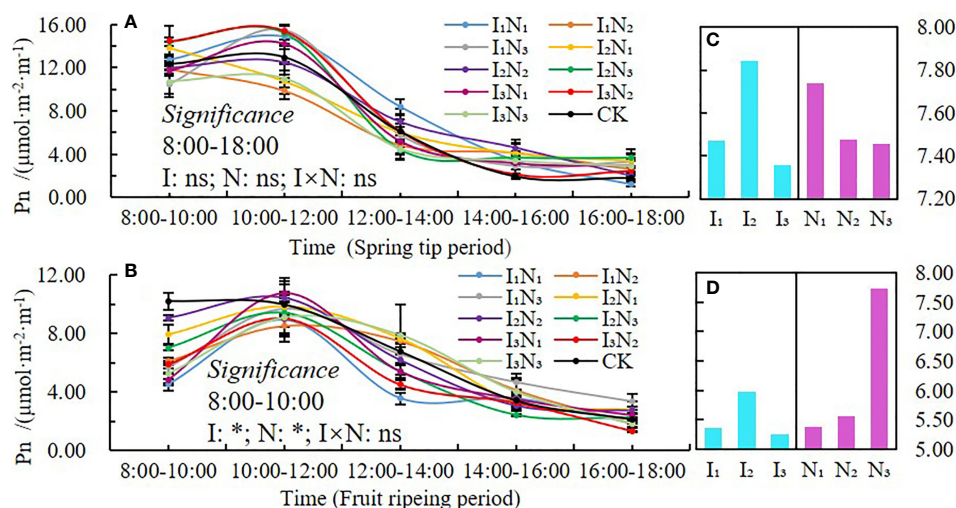 A
16.00
12.00
8.00
4.00
0.00
Pn /(μmol·m⁻²·m⁻¹)
I₁N₁ I₁N₂
I₁N₃ I₂N₁
I₂N₂ I₂N₃
I₃N₁ I₃N₂
I₃N₃ CK
Significance
8:00-18:00
I: ns; N: ns; I×N: ns
8:00-10:00 10:00-12:00 12:00-14:00 14:00-16:00 16:00-18:00
Time (Spring tip period)
C
8.00
7.80
7.60
7.40
7.20
I₁ I₂ I₃ N₁ N₂ N₃
B
12.00
8.00
4.00
0.00
Pn /(μmol·m⁻²·m⁻¹)
I₁N₁ I₁N₂
I₁N₃ I₂N₁
I₂N₂ I₂N₃
I₃N₁ I₃N₂
I₃N₃ CK
Significance
8:00-10:00
I: *; N: *; I×N: ns
8:00-10:00 10:00-12:00 12:00-14:00 14:00-16:00 16:00-18:00
Time (Fruit ripeing period)
D
8.00
7.50
7.00
6.50
6.00
5.50
5.00
I₁ I₂ I₃ N₁ N₂ N₃